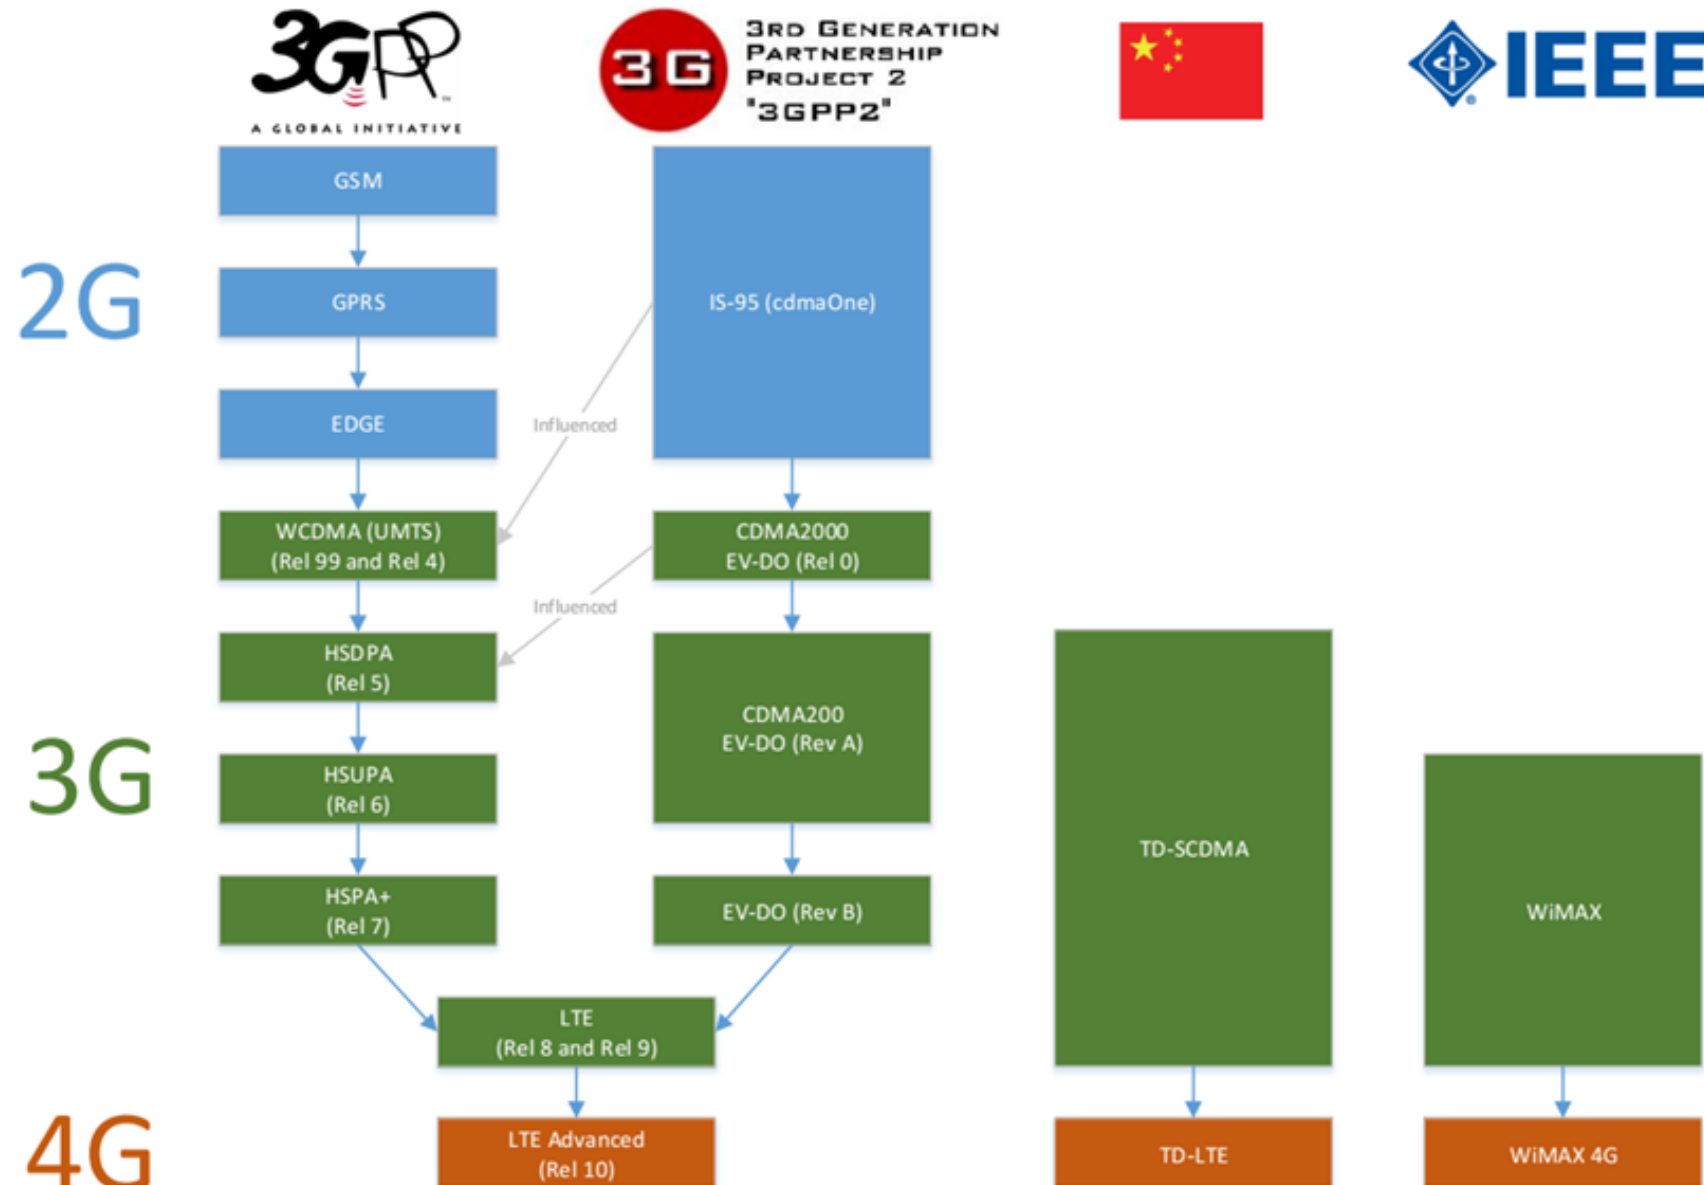 3GPP
A GLOBAL INITIATIVE
3G
3RD GENERATION
PARTNERSHIP
PROJECT 2
"3GPP2"
IEEE
2G
GSM
GPRS
EDGE
IS-95 (cdmaOne)
Influenced
3G
WCDMA (UMTS)
(Rel 99 and Rel 4)
CDMA2000
EV-DO (Rel 0)
Influenced
HSDPA
(Rel 5)
CDMA200
EV-DO (Rev A)
HSUPA
(Rel 6)
HSPA+
(Rel 7)
EV-DO (Rev B)
TD-SCDMA
WiMAX
LTE
(Rel 8 and Rel 9)
4G
LTE Advanced
(Rel 10)
TD-LTE
WiMAX 4G